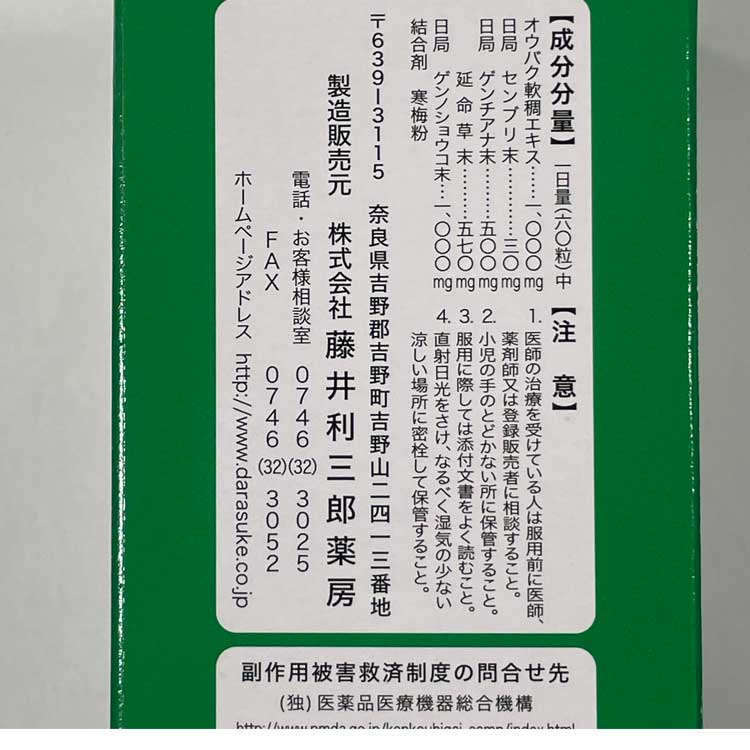 【成分分量】 一日量(六〇粒)中
オウバク軟稠エキス……一、〇〇〇mg
日局 センブリ末…………三〇mg
日局 ゲンチアナ末………五〇〇mg
延命草末…………五七〇mg
日局 ゲンノショウコ末…一、〇〇〇mg
結合剤 寒梅粉
【注意】
1. 医師の治療を受けている人は服用前に医師、
薬剤師又は登録販売者に相談すること。
2. 小児の手のとどかない所に保管すること。
3. 服用に際しては添付文書をよく読むこと。
4. 直射日光をさけ、なるべく湿気の少ない
涼しい場所に密栓して保管すること。
〒639-3115 奈良県吉野郡吉野町吉野山二四一三番地
製造販売元 株式会社 藤井利三郎薬房
電話・お客様相談室 0746(32)3025
FAX 0746(32)3052
ホームページアドレス http://www.darasuke.co.jp
副作用被害救済制度の問合せ先
(独)医薬品医療機器総合機構
http://www.pmda.go.jp/kenkouhigai_camp/index.html